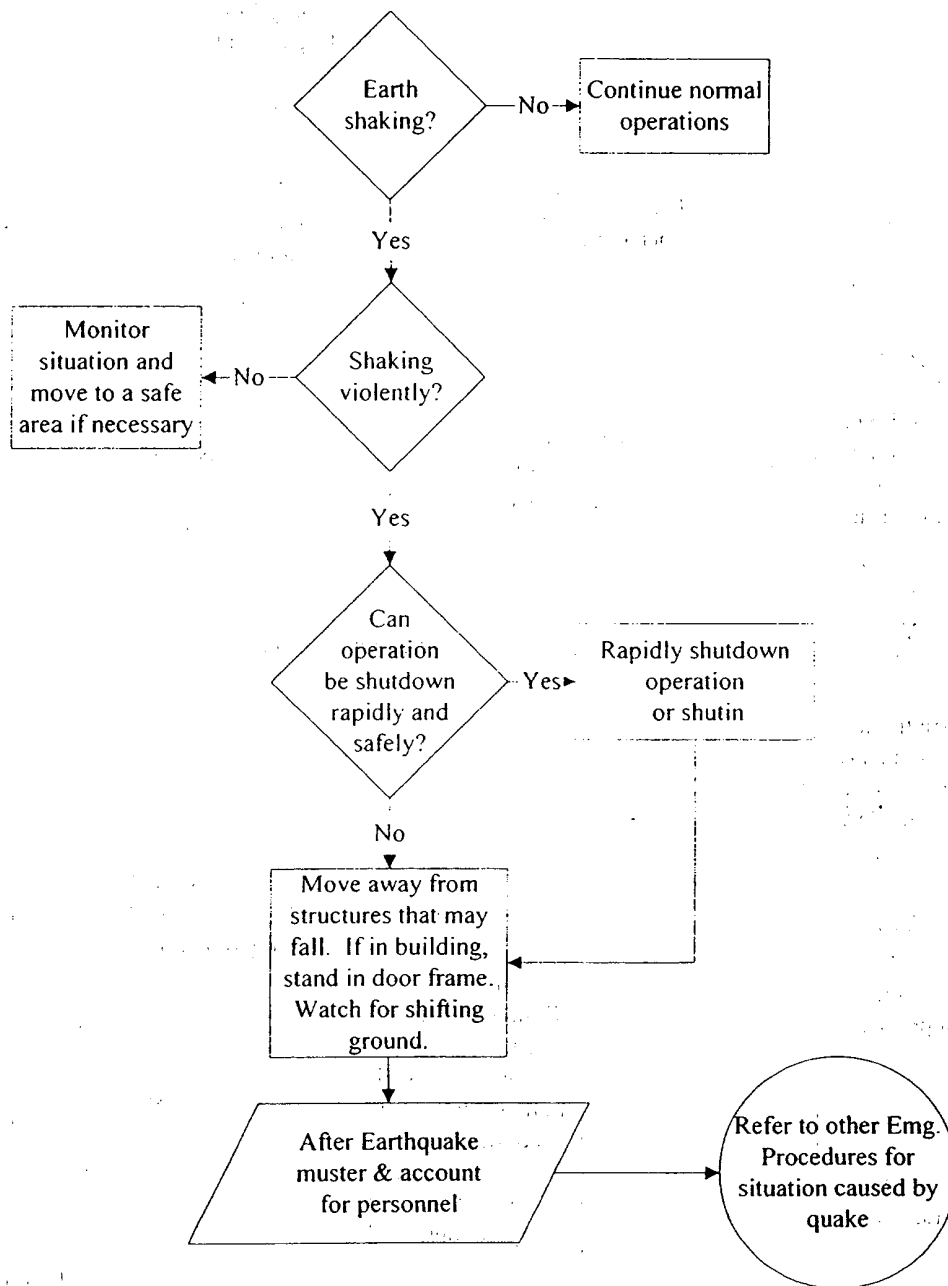 Earth
shaking?
No
Continue normal
operations
Yes
Monitor
situation and
move to a safe
area if necessary
No
Shaking
violently?
Yes
Can
operation
be shutdown
rapidly and
safely?
Yes
Rapidly shutdown
operation
or shutin
No
Move away from
structures that may
fall. If in building,
stand in door frame.
Watch for shifting
ground.
After Earthquake
muster & account
for personnel
Refer to other Emg.
Procedures for
situation caused by
quake